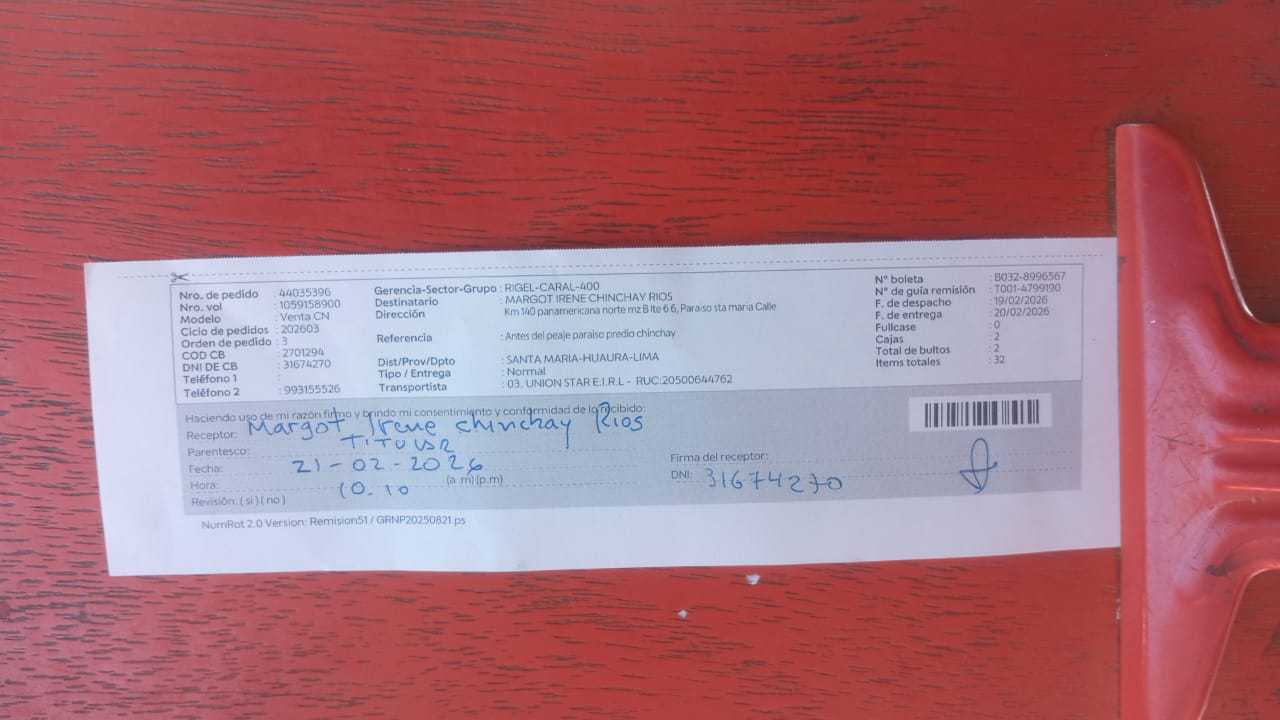 Nro. de pedido : 44035396
Nro. vol : 1059158900
Modelo : Venta CN
Ciclo de pedidos : 202603
Orden de pedido : 3
COD CB : 2701294
DNI DE CB : 31674270
Teléfono 1 :
Teléfono 2 : 993155526
Gerencia-Sector-Grupo : RIGEL-CARAL-400
Destinatario : MARGOT IRENE CHINCHAY RIOS
Dirección Km 140 panamericana norte mz B lte 6 6, Paraiso sta maria Calle
Referencia : Antes del peaje paraiso predio chinchay
Dist/Prov/Dpto : SANTA MARIA-HUAURA-LIMA
Tipo / Entrega : Normal
Transportista : 03. UNION STAR E.I.R.L - RUC:20500644762
N° boleta : B032-8996567
N° de guía remisión : T001-4799190
F. de despacho : 19/02/2026
F. de entrega : 20/02/2026
Fullcase : 0
Cajas : 2
Total de bultos : 2
Items totales : 32
Haciendo uso de mi razón firmo y brindo mi consentimiento y conformidad de lo recibido:
Receptor: Margot Irene chinchay Rios
Parentesco: TITULAR
Fecha: 21-02-2026
Hora: 10.10 (a.m)(p.m)
Revisión: ( si ) ( no )
Firma del receptor:
DNI: 31674270
NumRot 2.0 Version: Remision51 / GRNP20250821.ps